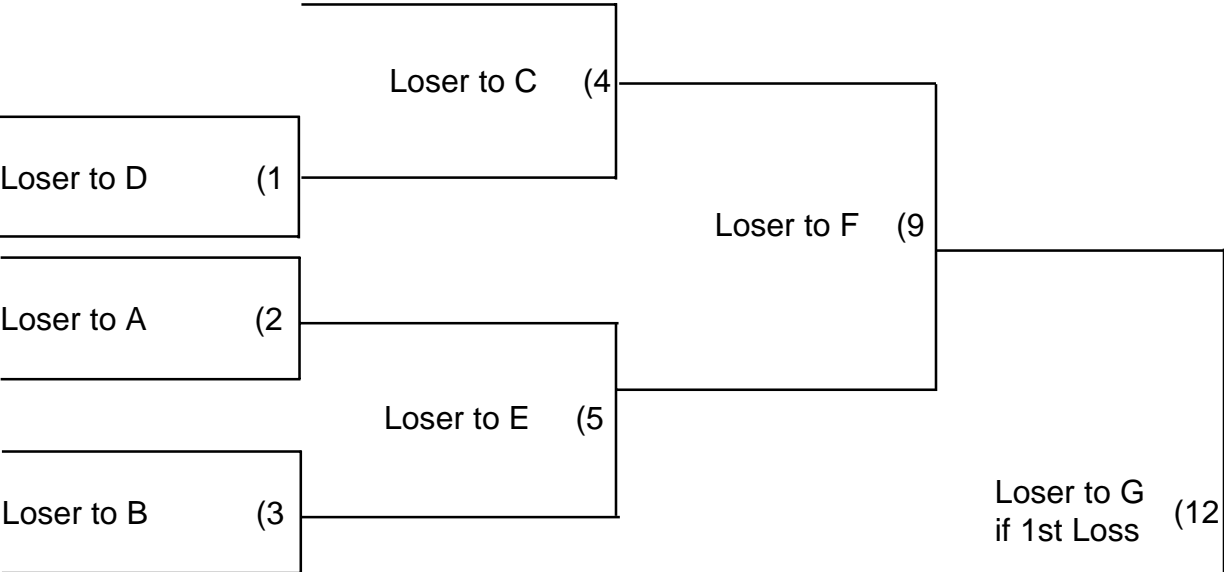 Loser to C (4
Loser to D (1
Loser to F (9
Loser to A (2
Loser to E (5
Loser to G
if 1st Loss (12
Loser to B (3